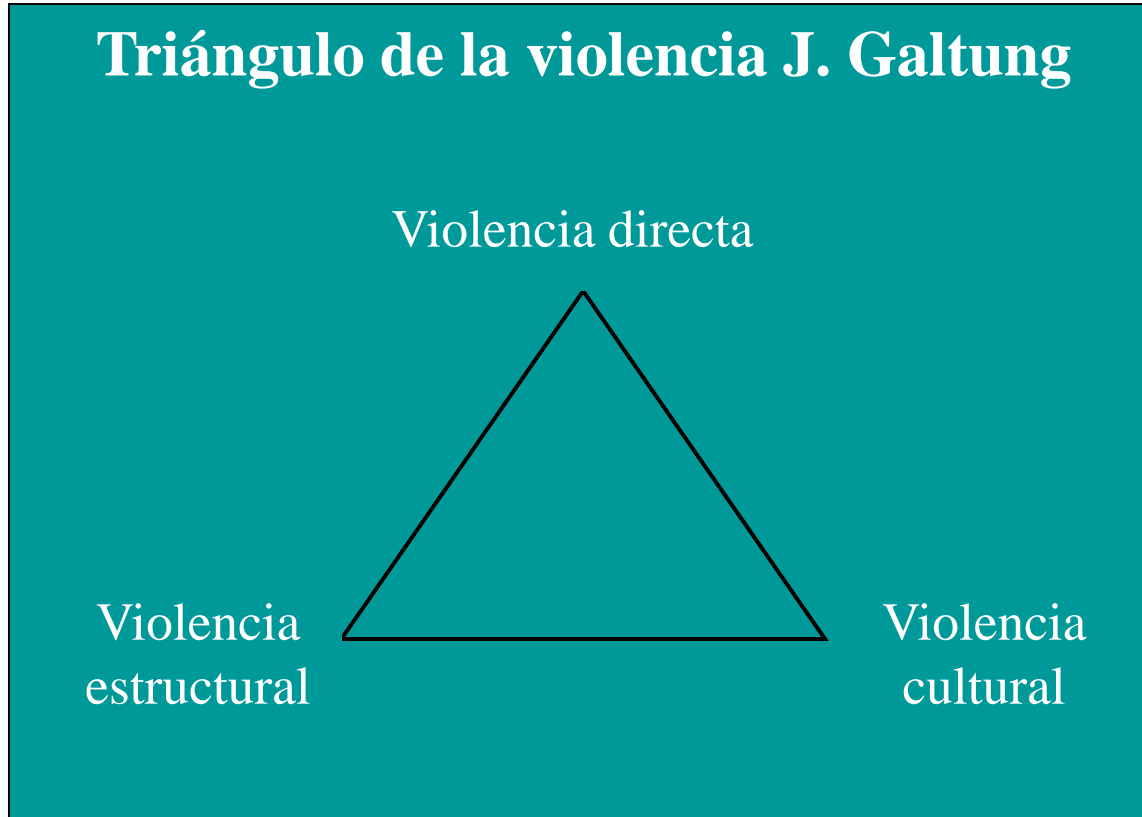 Triángulo de la violencia J. Galtung
Violencia directa
Violencia
estructural
Violencia
cultural